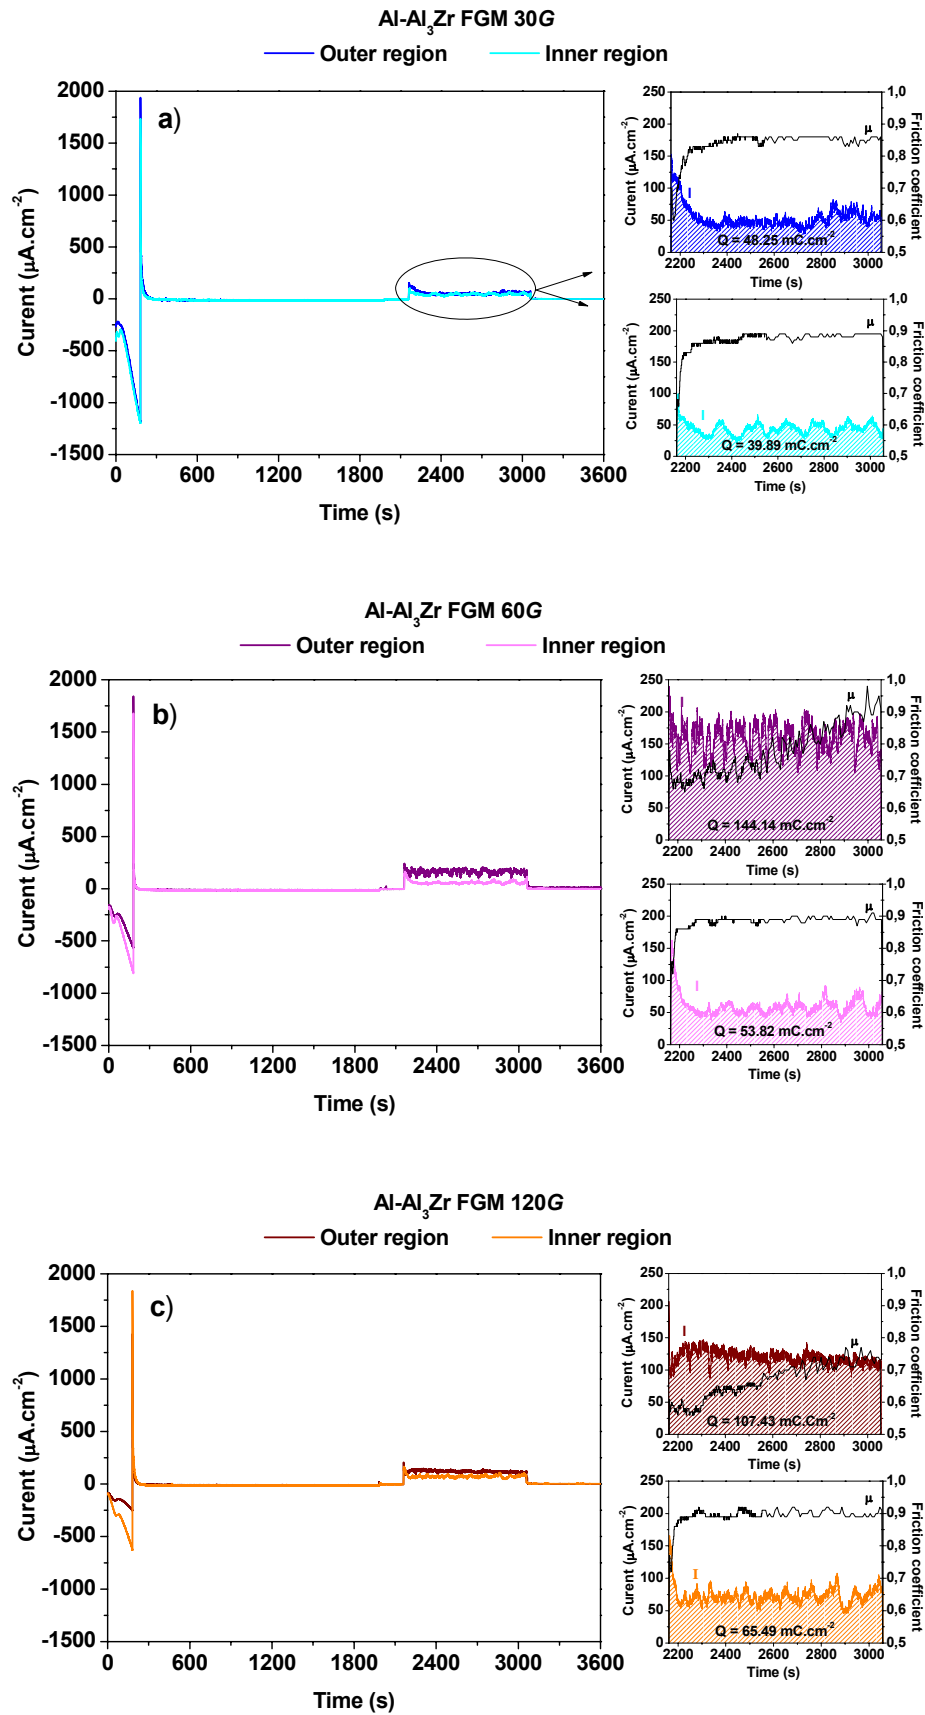 Al-Al3Zr FGM 30G
Outer region Inner region
a)
Curent (µA.cm-2)
2000
1500
1000
500
0
-500
-1000
-1500
0 600 1200 1800 2400 3000 3600
Time (s)
Curent (µA.cm-2)
250
200
150
100
50
0
µ
I
Q = 48.25 mC.cm-2
1,0
0,9
0,8
0,7
0,6
0,5
Friction coefficient
2200 2400 2600 2800 3000
Time (s)
Curent (µA.cm-2)
250
200
150
100
50
0
µ
I
Q = 39.89 mC.cm-2
1,0
0,9
0,8
0,7
0,6
0,5
Friction coefficient
2200 2400 2600 2800 3000
Time (s)
Al-Al3Zr FGM 60G
Outer region Inner region
b)
Curent (µA.cm-2)
2000
1500
1000
500
0
-500
-1000
-1500
0 600 1200 1800 2400 3000 3600
Time (s)
Curent (µA.cm-2)
250
200
150
100
50
0
I
µ
Q = 144.14 mC.cm-2
1,0
0,9
0,8
0,7
0,6
0,5
Friction coefficient
2200 2400 2600 2800 3000
Time (s)
Curent (µA.cm-2)
250
200
150
100
50
0
µ
I
Q = 53.82 mC.cm-2
1,0
0,9
0,8
0,7
0,6
0,5
Friction coefficient
2200 2400 2600 2800 3000
Time (s)
Al-Al3Zr FGM 120G
Outer region Inner region
c)
Curent (µA.cm-2)
2000
1500
1000
500
0
-500
-1000
-1500
0 600 1200 1800 2400 3000 3600
Time (s)
Curent (µA.cm-2)
250
200
150
100
50
0
I
µ
Q = 107.43 mC.Cm-2
1,0
0,9
0,8
0,7
0,6
0,5
Friction coefficient
2200 2400 2600 2800 3000
Time (s)
Curent (µA.cm-2)
250
200
150
100
50
0
µ
I
Q = 65.49 mC.cm-2
1,0
0,9
0,8
0,7
0,6
0,5
Friction coefficient
2200 2400 2600 2800 3000
Time (s)